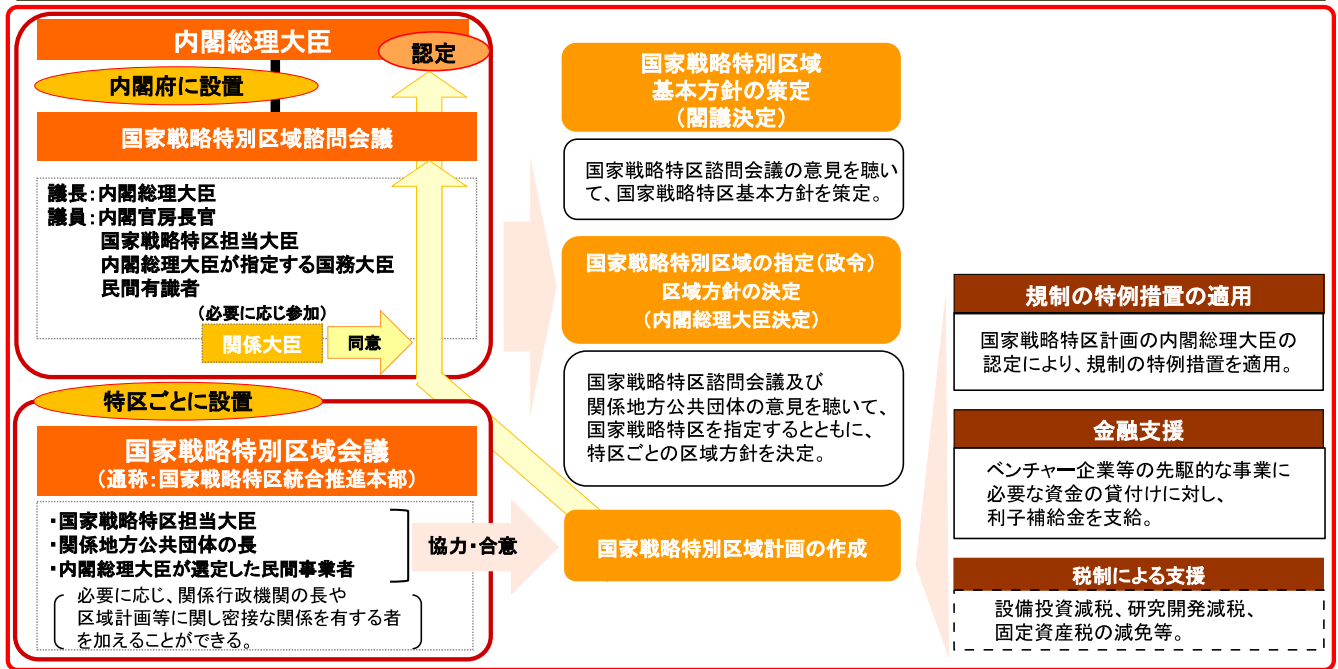 内閣総理大臣
認定
内閣府に設置
国家戦略特別区域諮問会議
議長：内閣総理大臣
議員：内閣官房長官
国家戦略特区担当大臣
内閣総理大臣が指定する国務大臣
民間有識者
（必要に応じ参加）
関係大臣
同意
特区ごとに設置
国家戦略特別区域会議
（通称：国家戦略特区統合推進本部）
・国家戦略特区担当大臣
・関係地方公共団体の長
・内閣総理大臣が選定した民間事業者
必要に応じ、関係行政機関の長や
区域計画等に関し密接な関係を有する者
を加えることができる。
協力・合意
国家戦略特別区域
基本方針の策定
（閣議決定）
国家戦略特区諮問会議の意見を聴い
て、国家戦略特区基本方針を策定。
国家戦略特別区域の指定（政令）
区域方針の決定
（内閣総理大臣決定）
国家戦略特区諮問会議及び
関係地方公共団体の意見を聴いて、
国家戦略特区を指定するとともに、
特区ごとの区域方針を決定。
国家戦略特別区域計画の作成
規制の特例措置の適用
国家戦略特区計画の内閣総理大臣の
認定により、規制の特例措置を適用。
金融支援
ベンチャー企業等の先駆的な事業に
必要な資金の貸付けに対し、
利子補給金を支給。
税制による支援
設備投資減税、研究開発減税、
固定資産税の減免等。